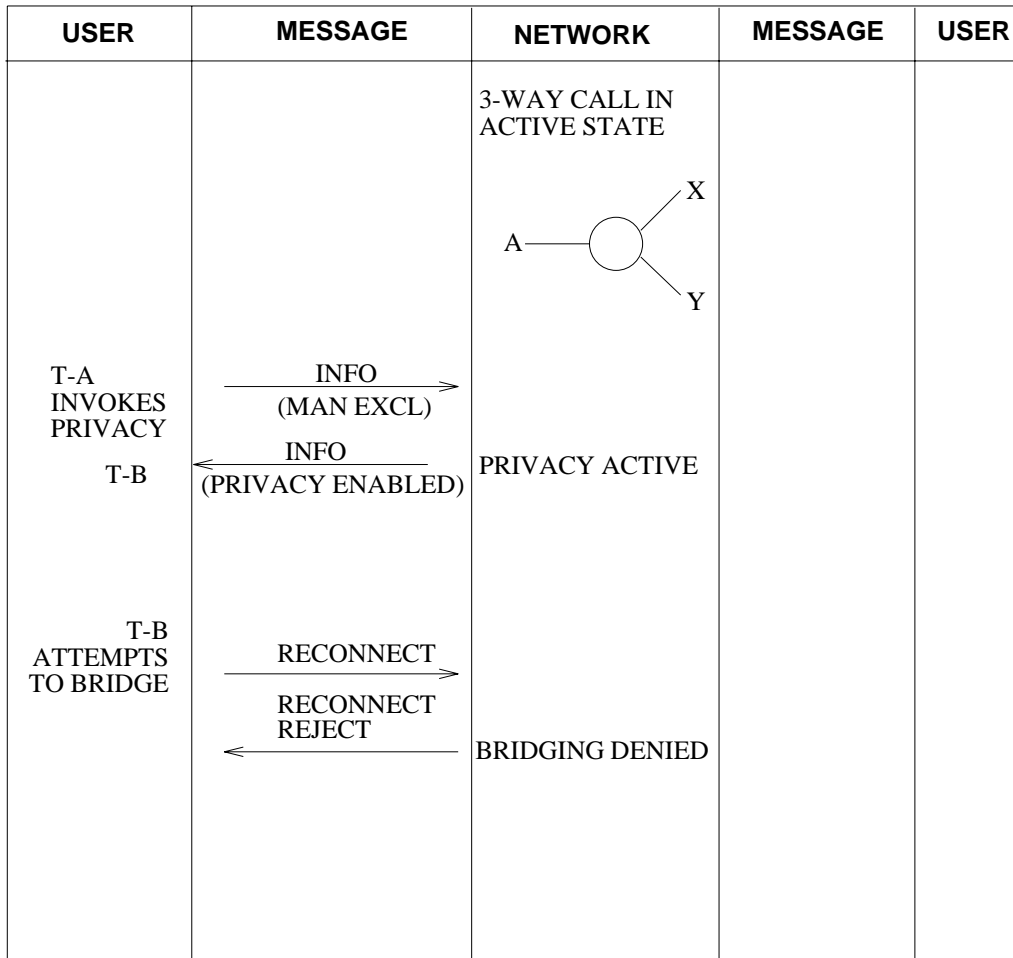 USER
MESSAGE
NETWORK
MESSAGE
USER
3-WAY CALL IN
ACTIVE STATE
X
A
Y
T-A
INVOKES
PRIVACY
INFO
(MAN EXCL)
T-B
INFO
(PRIVACY ENABLED)
PRIVACY ACTIVE
T-B
ATTEMPTS
TO BRIDGE
RECONNECT
RECONNECT
REJECT
BRIDGING DENIED